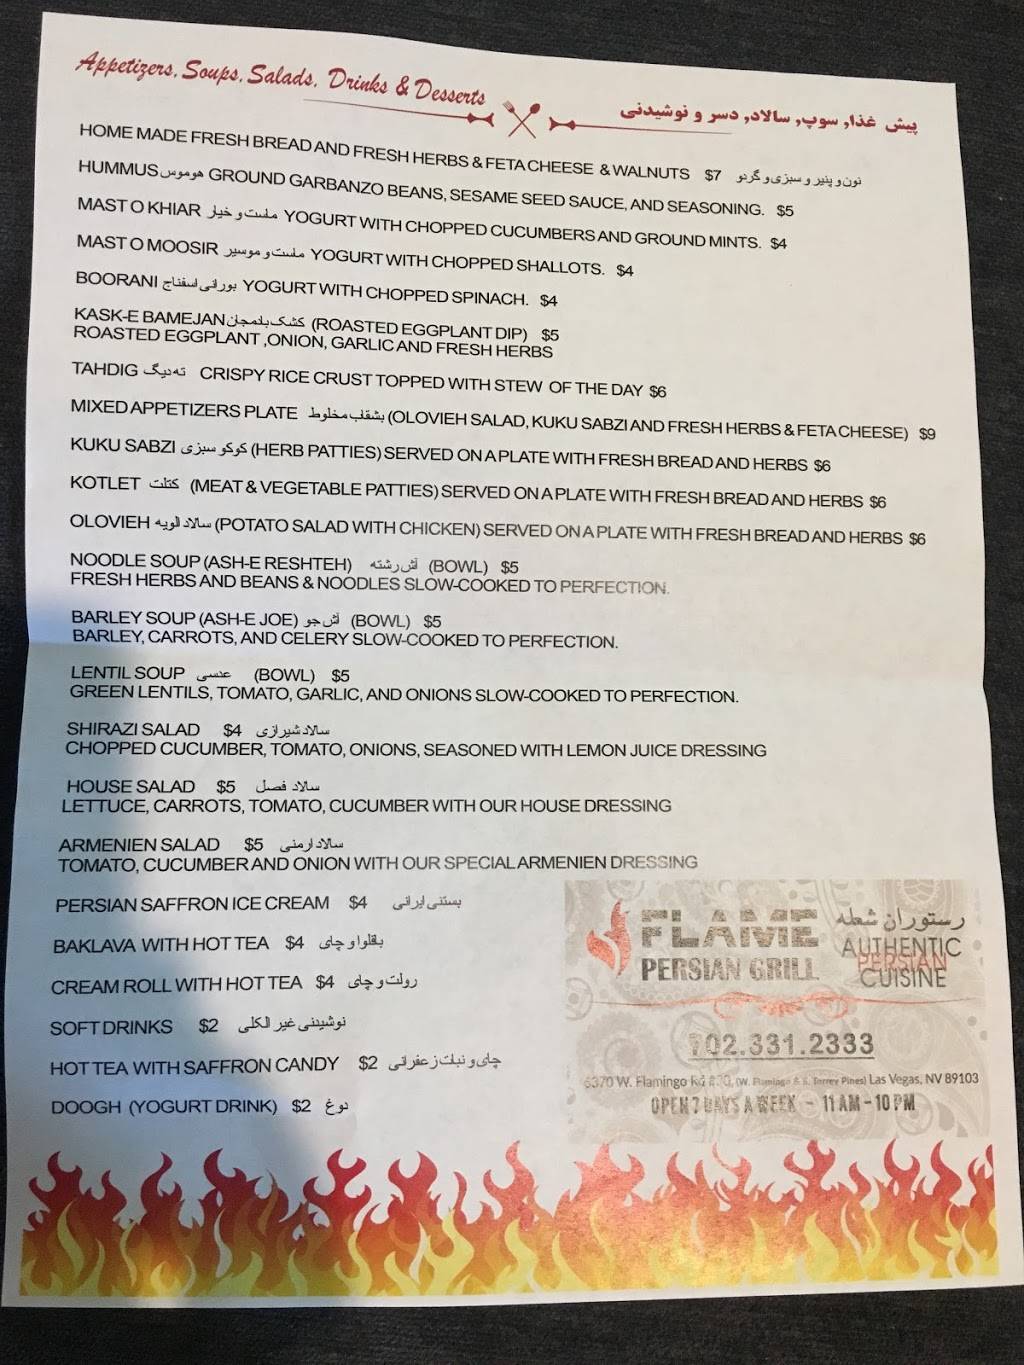 Appetizers, Soups, Salads, Drinks & Desserts
پیش غذا, سوپ, سالاد, دسر و نوشیدنی
HOME MADE FRESH BREAD AND FRESH HERBS & FETA CHEESE & WALNUTS $7 نون و پنیر و سبزی و گردو
HUMMUS هوموس GROUND GARBANZO BEANS, SESAME SEED SAUCE, AND SEASONING. $5
MAST O KHIAR ماست و خیار YOGURT WITH CHOPPED CUCUMBERS AND GROUND MINTS. $4
MAST O MOOSIR ماست و موسیر YOGURT WITH CHOPPED SHALLOTS. $4
BOORANI بورانی اسفناج YOGURT WITH CHOPPED SPINACH. $4
KASK-E BAMEJAN کشک بادمجان (ROASTED EGGPLANT DIP) $5
ROASTED EGGPLANT ,ONION, GARLIC AND FRESH HERBS
TAHDIG ته دیگ CRISPY RICE CRUST TOPPED WITH STEW OF THE DAY $6
MIXED APPETIZERS PLATE بشقاب مخلوط (OLOVIEH SALAD, KUKU SABZI AND FRESH HERBS & FETA CHEESE) $9
KUKU SABZI کوکو سبزی (HERB PATTIES) SERVED ON A PLATE WITH FRESH BREAD AND HERBS $6
KOTLET کتلت (MEAT & VEGETABLE PATTIES) SERVED ON A PLATE WITH FRESH BREAD AND HERBS $6
OLOVIEH سالاد الویه (POTATO SALAD WITH CHICKEN) SERVED ON A PLATE WITH FRESH BREAD AND HERBS $6
NOODLE SOUP (ASH-E RESHTEH) آش رشته (BOWL) $5
FRESH HERBS AND BEANS & NOODLES SLOW-COOKED TO PERFECTION.
BARLEY SOUP (ASH-E JOE) آش جو (BOWL) $5
BARLEY, CARROTS, AND CELERY SLOW-COOKED TO PERFECTION.
LENTIL SOUP عدسی (BOWL) $5
GREEN LENTILS, TOMATO, GARLIC, AND ONIONS SLOW-COOKED TO PERFECTION.
SHIRAZI SALAD $4 سالاد شیرازی
CHOPPED CUCUMBER, TOMATO, ONIONS, SEASONED WITH LEMON JUICE DRESSING
HOUSE SALAD $5 سالاد فصل
LETTUCE, CARROTS, TOMATO, CUCUMBER WITH OUR HOUSE DRESSING
ARMENIEN SALAD $5 سالاد ارمنی
TOMATO, CUCUMBER AND ONION WITH OUR SPECIAL ARMENIEN DRESSING
PERSIAN SAFFRON ICE CREAM $4 بستنی ایرانی
BAKLAVA WITH HOT TEA $4 باقلوا و چای
CREAM ROLL WITH HOT TEA $4 رولت و چای
SOFT DRINKS $2 نوشیدنی غیر الکلی
HOT TEA WITH SAFFRON CANDY $2 چای و نبات زعفرانی
DOOGH (YOGURT DRINK) $2 دوغ
FLAME
PERSIAN GRILL
رستوران شعله
AUTHENTIC
PERSIAN
CUISINE
702.331.2333
6370 W. Flamingo Rd (W. Flamingo & S. Torrey Pines) Las Vegas, NV 89103
OPEN 7 DAYS A WEEK - 11 AM - 10 PM